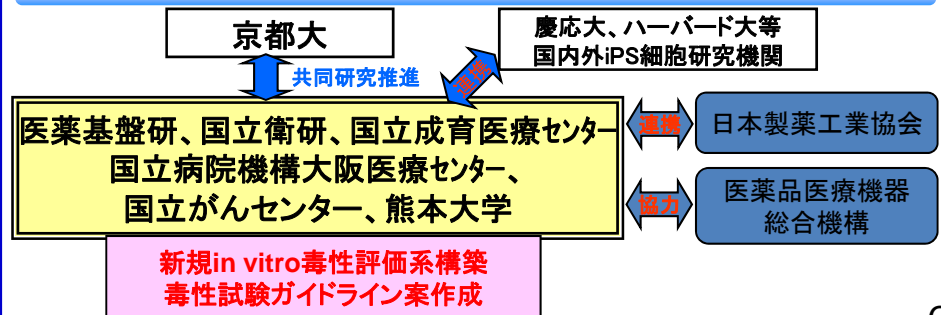 京都大
慶応大、ハーバード大等
国内外iPS細胞研究機関
共同研究推進
連携
医薬基盤研、国立衛研、国立成育医療センター
国立病院機構大阪医療センター、
国立がんセンター、熊本大学
連携
日本製薬工業協会
協力
医薬品医療機器
総合機構
新規in vitro毒性評価系構築
毒性試験ガイドライン案作成